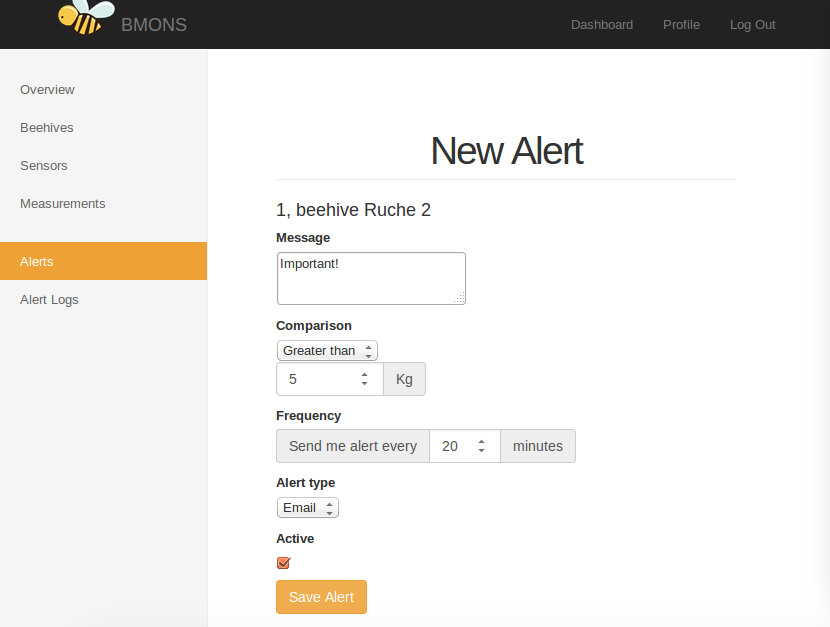 BMONS
Dashboard Profile Log Out
Overview
Beehives
Sensors
Measurements
Alerts
Alert Logs
New Alert
1, beehive Ruche 2
Message
Important!
Comparison
Greater than
5 Kg
Frequency
Send me alert every 20 minutes
Alert type
Email
Active
Save Alert